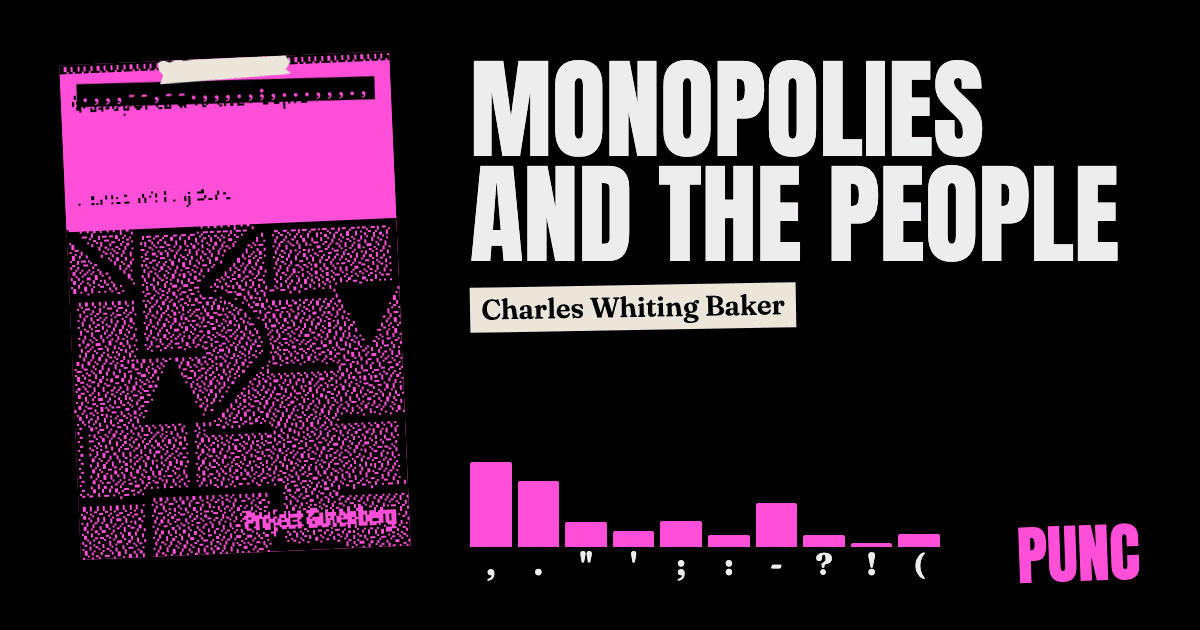 MONOPOLIES
AND THE PEOPLE
Charles Whiting Baker
Project Gutenberg
, . " ' ; : - ? ! (
PUNC